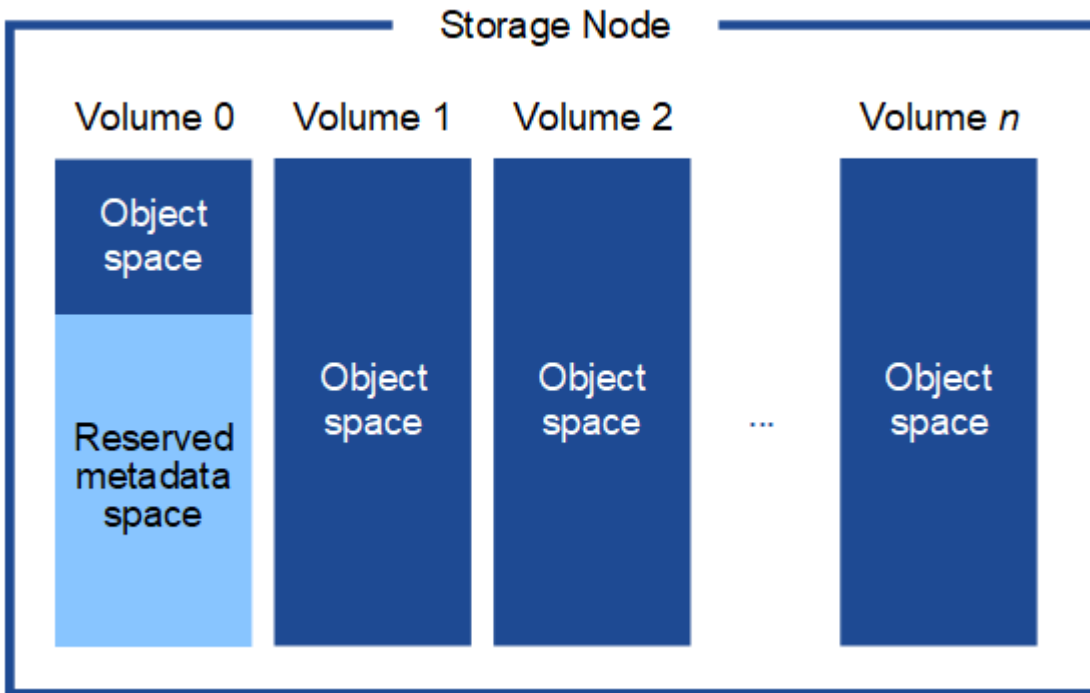 Storage Node
Volume 0
Volume 1
Volume 2
Volume n
Object
space
Reserved
metadata
space
Object
space
Object
space
...
Object
space